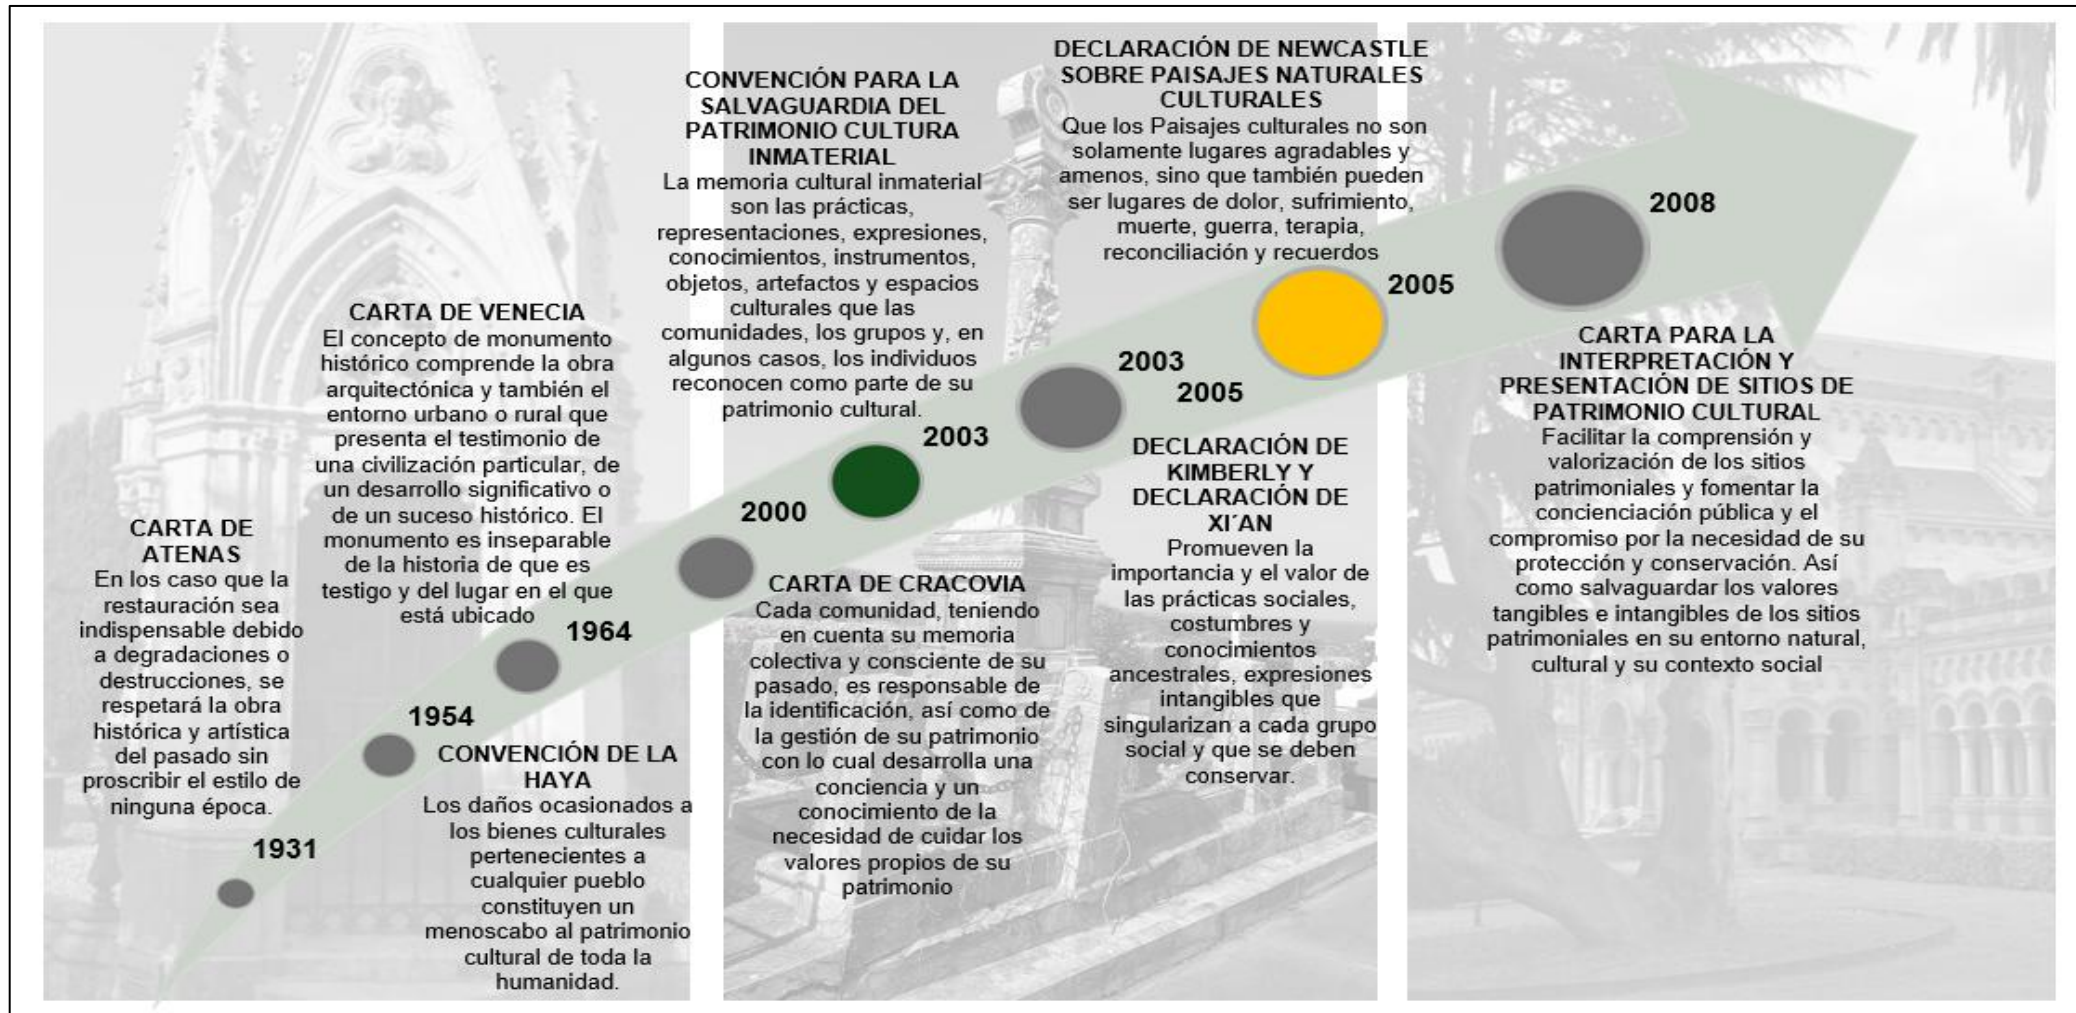 CARTA DE
ATENAS
En los caso que la
restauración sea
indispensable debido
a degradaciones o
destrucciones, se
respetará la obra
histórica y artística
del pasado sin
proscribir el estilo de
ninguna época.
1931
1954
CONVENCIÓN DE LA
HAYA
Los daños ocasionados a
los bienes culturales
pertenecientes a
cualquier pueblo
constituyen un
menoscabo al patrimonio
cultural de toda la
humanidad.
CARTA DE VENECIA
El concepto de monumento
histórico comprende la obra
arquitectónica y también el
entorno urbano o rural que
presenta el testimonio de
una civilización particular, de
un desarrollo significativo o
de un suceso histórico. El
monumento es inseparable
de la historia de que es
testigo y del lugar en el que
está ubicado
1964
2000
CARTA DE CRACOVIA
Cada comunidad, teniendo
en cuenta su memoria
colectiva y consciente de su
pasado, es responsable de
la identificación, así como de
la gestión de su patrimonio
con lo cual desarrolla una
conciencia y un
conocimiento de la
necesidad de cuidar los
valores propios de su
patrimonio
CONVENCIÓN PARA LA
SALVAGUARDIA DEL
PATRIMONIO CULTURA
INMATERIAL
La memoria cultural inmaterial
son las prácticas,
representaciones, expresiones,
conocimientos, instrumentos,
objetos, artefactos y espacios
culturales que las
comunidades, los grupos y, en
algunos casos, los individuos
reconocen como parte de su
patrimonio cultural.
2003
2003
2005
DECLARACIÓN DE
KIMBERLY Y
DECLARACIÓN DE
XI´AN
Promueven la
importancia y el valor de
las prácticas sociales,
costumbres y
conocimientos
ancestrales, expresiones
intangibles que
singularizan a cada grupo
social y que se deben
conservar.
DECLARACIÓN DE NEWCASTLE
SOBRE PAISAJES NATURALES
CULTURALES
Que los Paisajes culturales no son
solamente lugares agradables y
amenos, sino que también pueden
ser lugares de dolor, sufrimiento,
muerte, guerra, terapia,
reconciliación y recuerdos
2005
2008
CARTA PARA LA
INTERPRETACIÓN Y
PRESENTACIÓN DE SITIOS DE
PATRIMONIO CULTURAL
Facilitar la comprensión y
valorización de los sitios
patrimoniales y fomentar la
concienciación pública y el
compromiso por la necesidad de su
protección y conservación. Así
como salvaguardar los valores
tangibles e intangibles de los sitios
patrimoniales en su entorno natural,
cultural y su contexto social